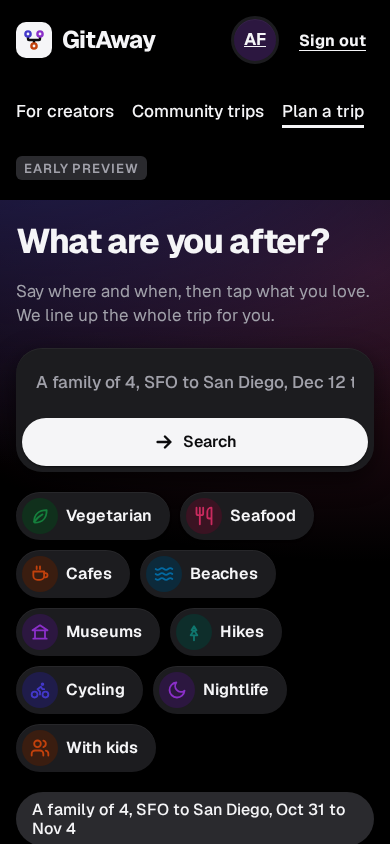 GitAway
AF
Sign out
For creators
Community trips
Plan a trip
EARLY PREVIEW
What are you after?
Say where and when, then tap what you love.
We line up the whole trip for you.
A family of 4, SFO to San Diego, Dec 12 t
Search
Vegetarian
Seafood
Cafes
Beaches
Museums
Hikes
Cycling
Nightlife
With kids
A family of 4, SFO to San Diego, Oct 31 to
Nov 4